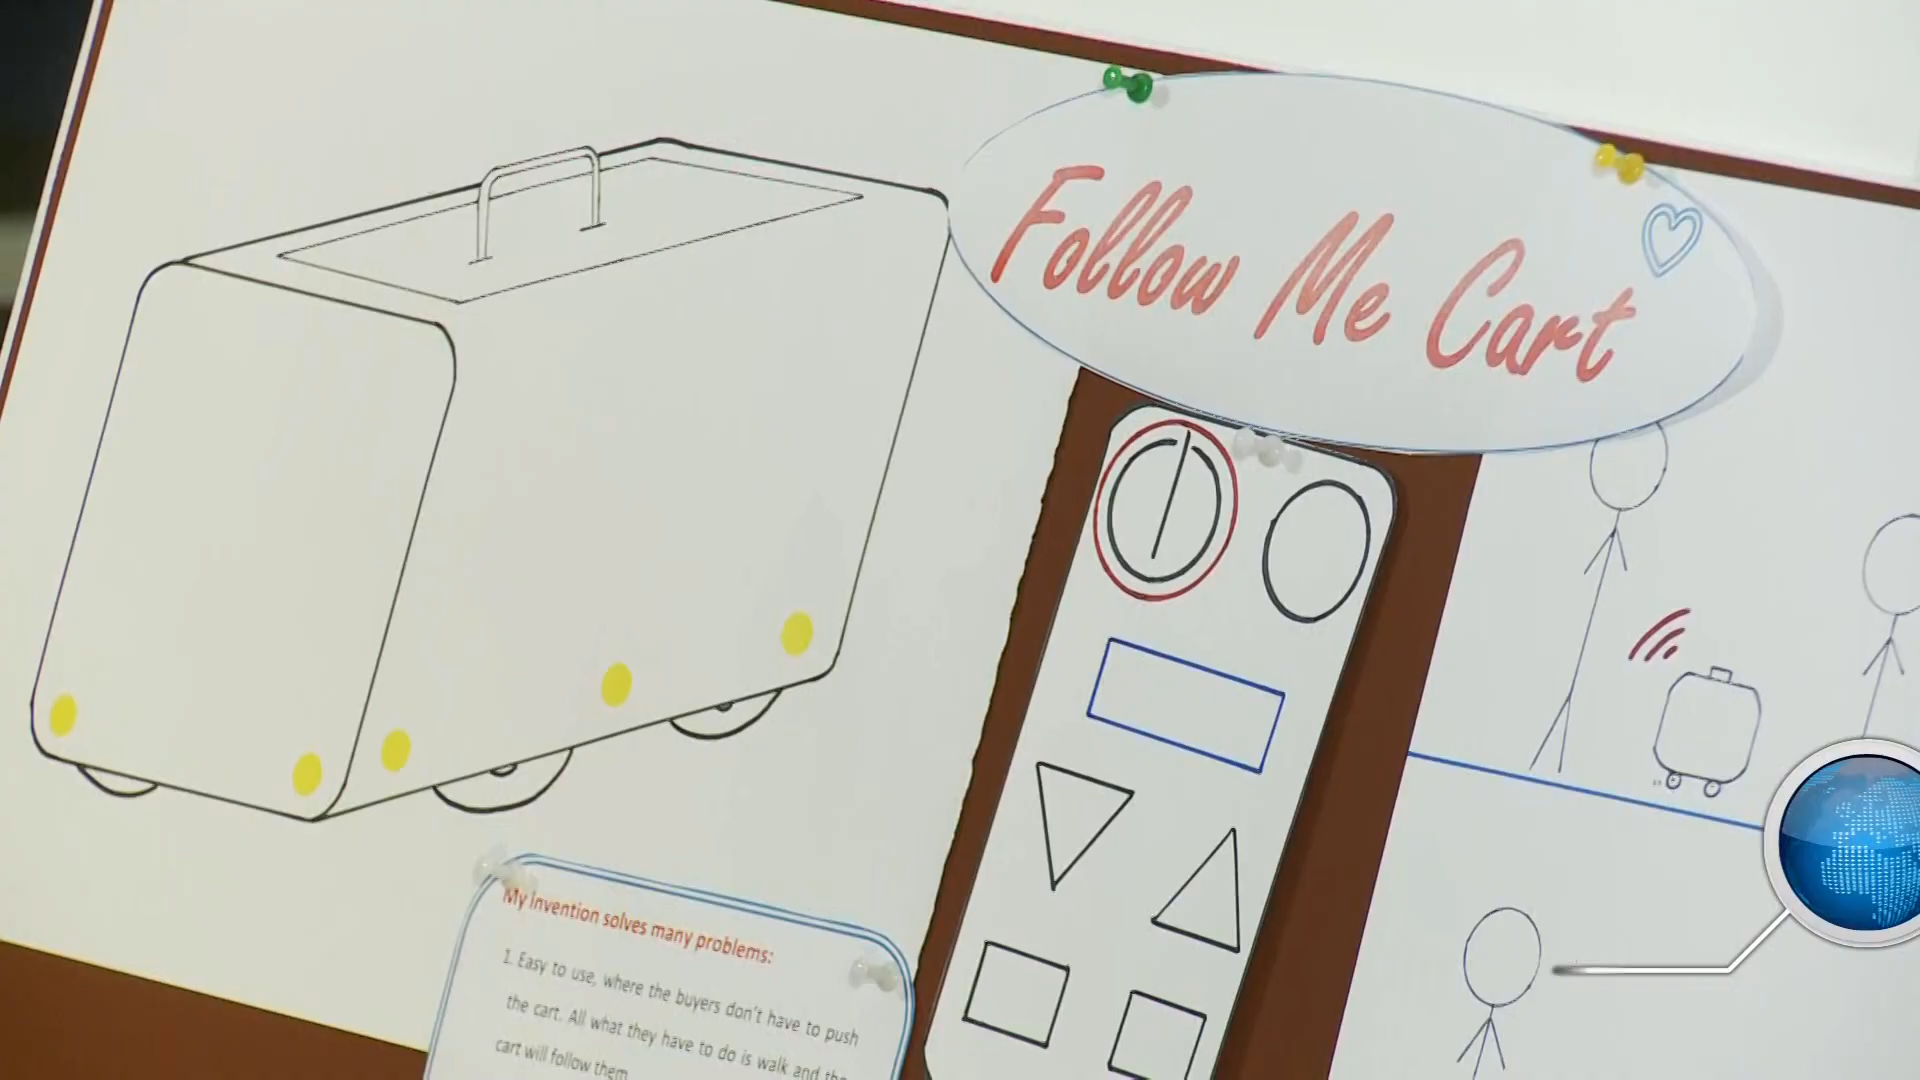 Follow Me Cart
My invention solves many problems:
1. Easy to use, where the buyers don't have to push
the cart. All what they have to do is walk and the
cart will follow them